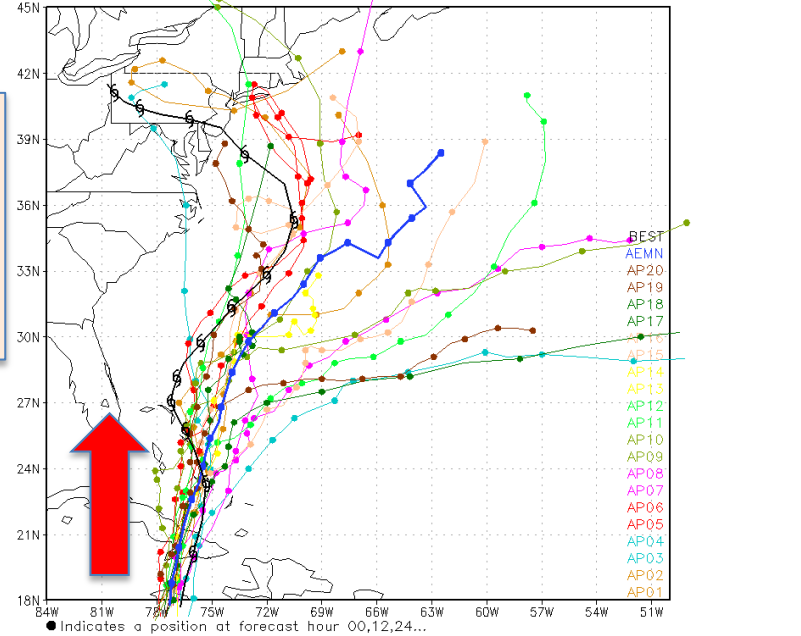 45N
42N
39N
36N
33N
30N
27N
24N
21N
18N
84W 81W 75W 72W 69W 66W 63W 60W 57W 54W 51W
BEST
AEMN
AP20
AP19
AP18
AP17
AP15
AP14
AP13
AP12
AP11
AP10
AP09
AP08
AP07
AP06
AP05
AP04
AP03
AP02
AP01
Indicates a position at forecast hour 00,12,24...